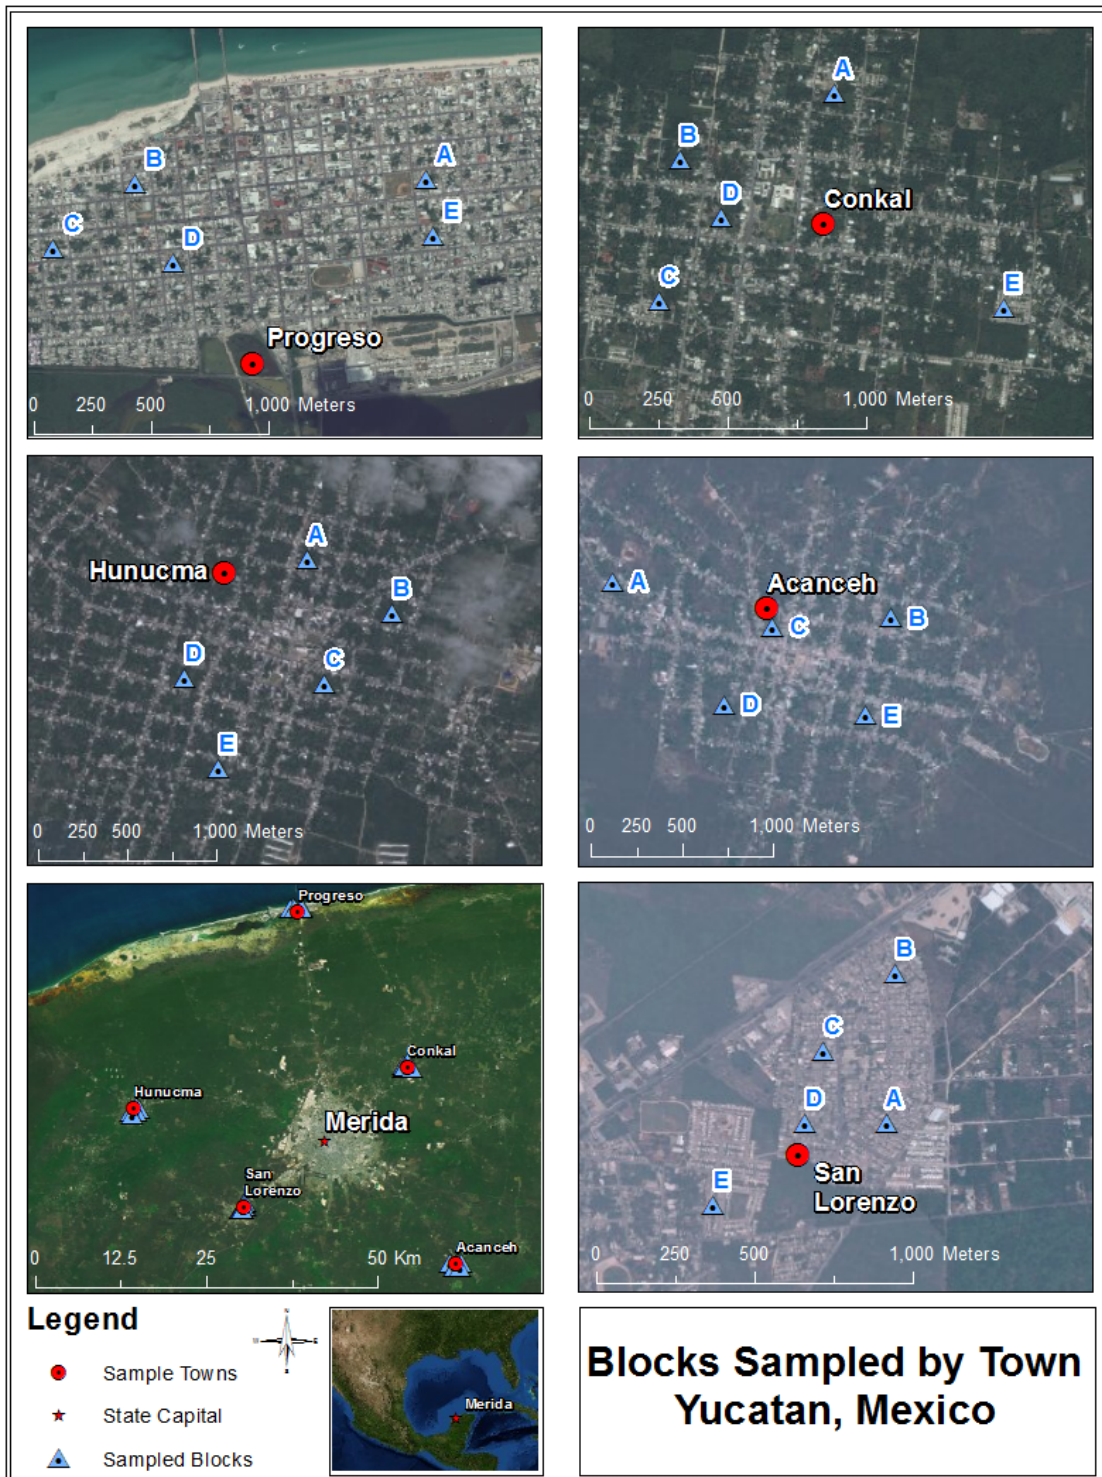 B
A
C
D
E
Progreso
0 250 500 1,000 Meters
A
B
D
Conkal
C
E
0 250 500 1,000 Meters
A
Hunucma
B
D
C
E
0 250 500 1,000 Meters
A
Acanceh
B
C
D
E
0 250 500 1,000 Meters
Progreso
Conkal
Hunucma
Merida
San
Lorenzo
Acanceh
0 12.5 25 50 Km
B
C
D
A
San
Lorenzo
E
0 250 500 1,000 Meters
Legend
N
W E
S
Sample Towns
State Capital
Sampled Blocks
Merida
Blocks Sampled by Town
Yucatan, Mexico